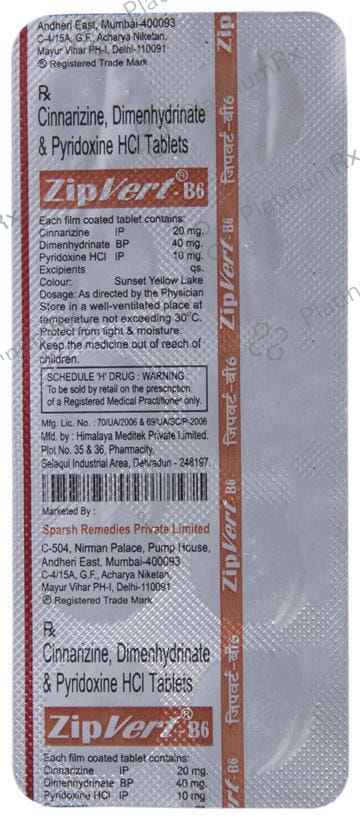 Andheri East, Mumbai-400093
C-4/15A, G.F., Acharya Niketan,
Mayur Vihar PH-I, Delhi-110091
® Registered Trade Mark
Rx
Cinnarizine, Dimenhydrinate
& Pyridoxine HCl Tablets
ZipVert®-B6
Each film coated tablet contains:
Cinnarizine IP 20 mg.
Dimenhydrinate BP 40 mg.
Pyridoxine HCl IP 10 mg.
Excipients qs.
Colour: Sunset Yellow Lake
Dosage: As directed by the Physician
Store in a well-ventilated place at
temperature not exceeding 30°C.
Protect from light & moisture.
Keep the medicine out of reach of
children.
SCHEDULE 'H' DRUG : WARNING :
To be sold by retail on the prescription
of a Registered Medical Practitioner only.
Mfg. Lic. No. : 70/UA/2006 & 69/UA/SC/P-2006
Mfd. by : Himalaya Meditek Private Limited.
Plot No. 35 & 36, Pharmacity,
Selaqui Industrial Area, Dehradun - 248197
Marketed By :
Sparsh Remedies Private Limited
C-504, Nirman Palace, Pump House,
Andheri East, Mumbai-400093
C-4/15A, G.F., Acharya Niketan,
Mayur Vihar PH-I, Delhi-110091
® Registered Trade Mark
Rx
Cinnarizine, Dimenhydrinate
& Pyridoxine HCl Tablets
ZipVert®-B6
Each film coated tablet contains:
Cinnarizine IP 20 mg.
Dimenhydrinate BP 40 mg.
Pyridoxine HCl IP 10 mg.
Zip
जिपवर्ट-बी6
ZipVert-B6
जिपवर्ट-बी6
ZipVert-B6
जिपवर्ट-बी6
rt-B6
PlatinumRx